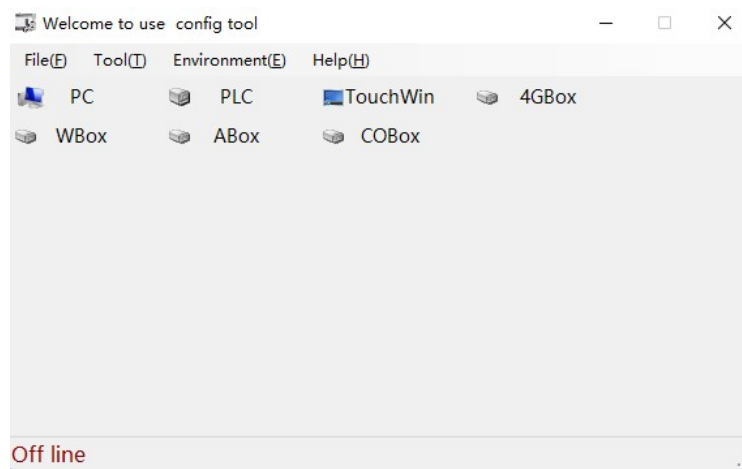 Welcome to use config tool
File(F) Tool(T) Environment(E) Help(H)
PC PLC TouchWin 4GBox
WBox ABox COBox
Off line